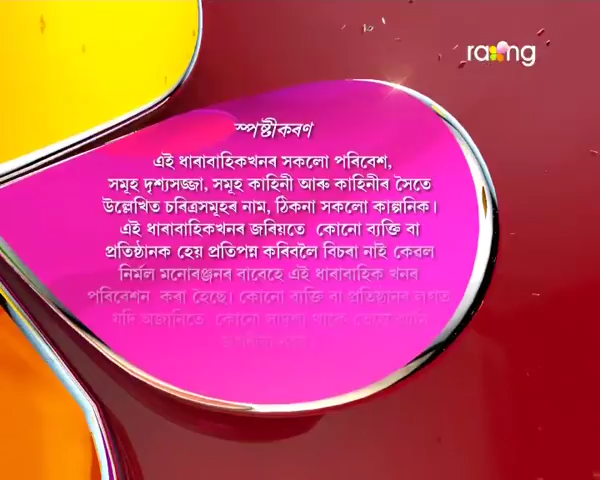 rang
স্পষ্টীকৰণ
এই ধাৰাবাহিকখনৰ সকলো পৰিবেশ,
সমূহ দৃশ্যসজ্জা, সমূহ কাহিনী আৰু কাহিনীৰ সৈতে
উল্লেখিত চৰিত্ৰসমূহৰ নাম, ঠিকনা সকলো কাল্পনিক।
এই ধাৰাবাহিকখনৰ জৰিয়তে কোনো ব্যক্তি বা
প্ৰতিষ্ঠানক হেয় প্ৰতিপন্ন কৰিবলৈ বিচৰা নাই কেৱল
নিৰ্মল মনোৰঞ্জনৰ বাবেহে এই ধাৰাবাহিক খনৰ
পৰিবেশন কৰা হৈছে। কোনো ব্যক্তি বা প্ৰতিষ্ঠানৰ লগত
যদি অজানিতে কোনো